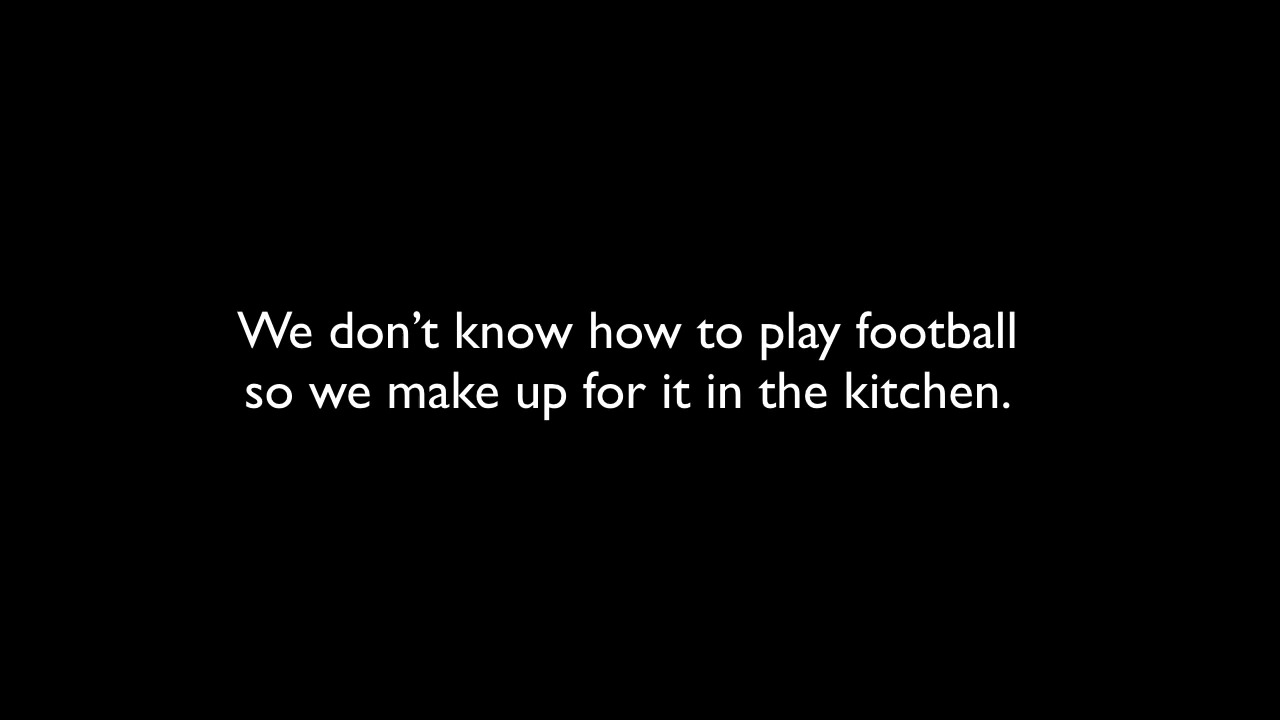 We don’t know how to play football
so we make up for it in the kitchen.